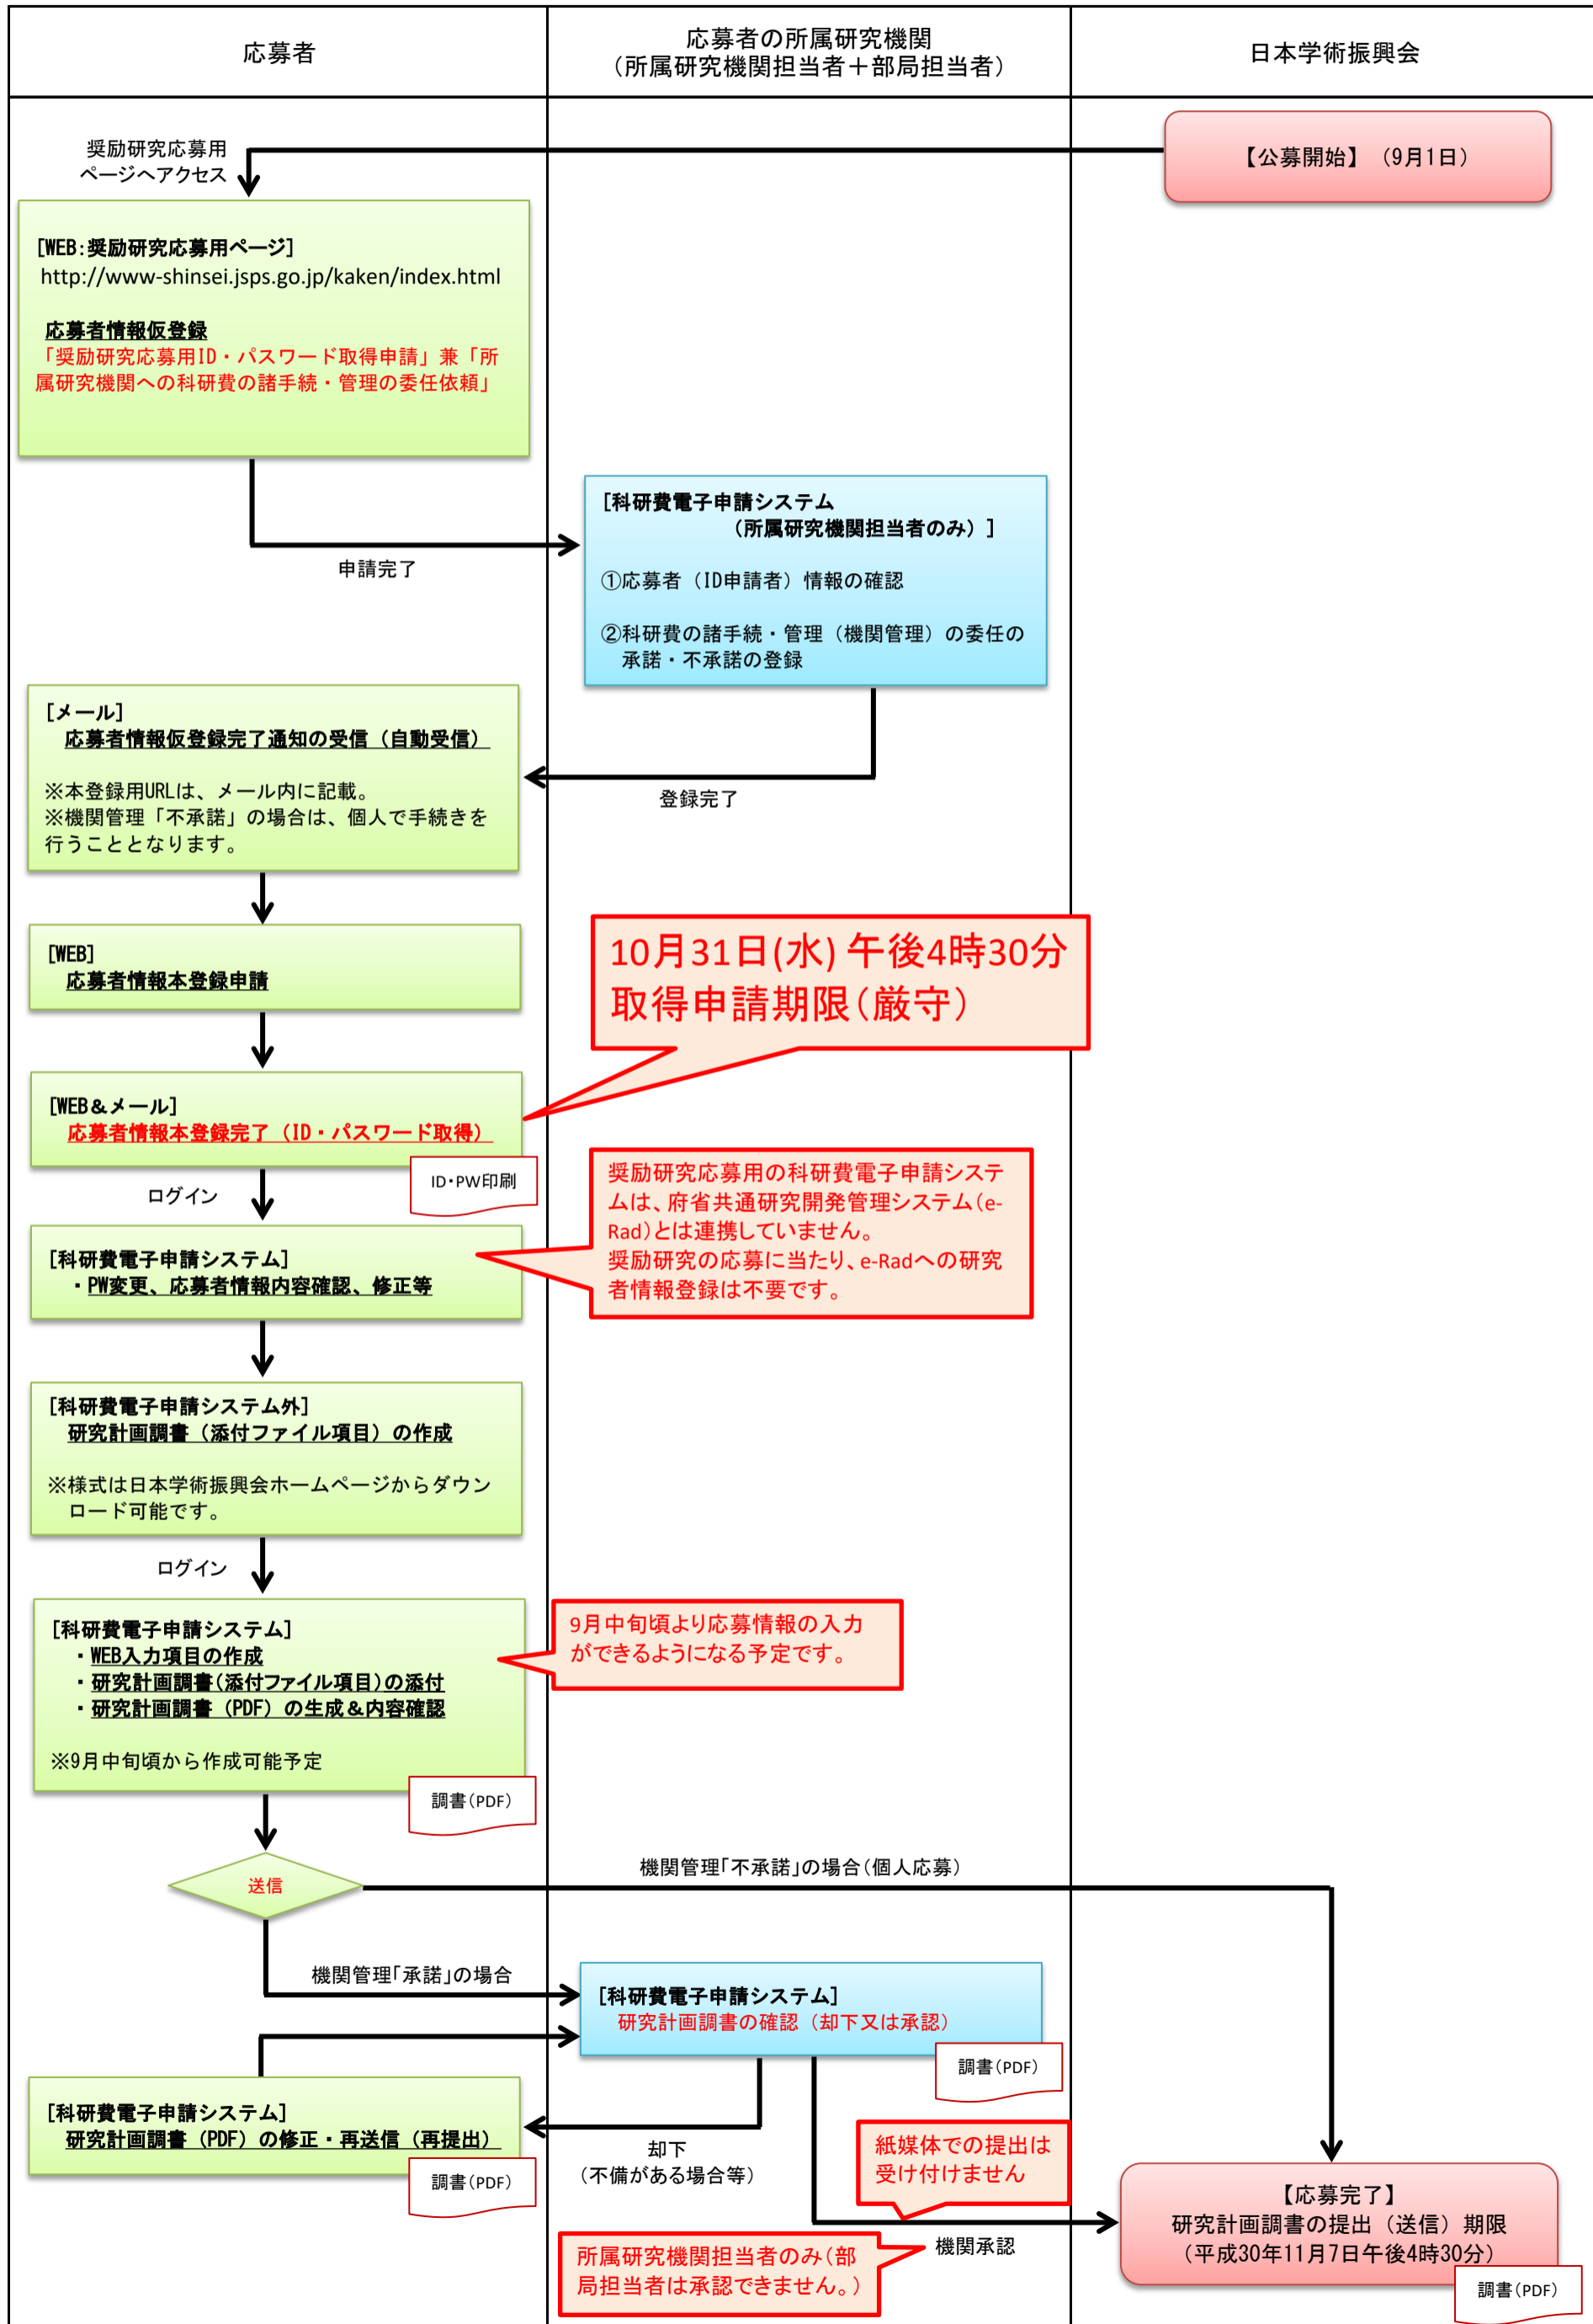 応募者
応募者の所属研究機関
（所属研究機関担当者＋部局担当者）
日本学術振興会
【公募開始】（9月1日）
奨励研究応募用
ページへアクセス
[WEB：奨励研究応募用ページ]
http://www-shinsei.jsps.go.jp/kaken/index.html
応募者情報仮登録
「奨励研究応募用ID・パスワード取得申請」兼「所
属研究機関への科研費の諸手続・管理の委任依頼」
申請完了
[科研費電子申請システム
（所属研究機関担当者のみ）]
①応募者（ID申請者）情報の確認
②科研費の諸手続・管理（機関管理）の委任の
承諾・不承諾の登録
登録完了
[メール]
応募者情報仮登録完了通知の受信（自動受信）
※本登録用URLは、メール内に記載。
※機関管理「不承諾」の場合は、個人で手続きを
行うこととなります。
[WEB]
応募者情報本登録申請
10月31日(水) 午後4時30分
取得申請期限（厳守）
[WEB＆メール]
応募者情報本登録完了（ID・パスワード取得）
ID・PW印刷
ログイン
奨励研究応募用の科研費電子申請システ
ムは、府省共通研究開発管理システム（e-
Rad）とは連携していません。
奨励研究の応募に当たり、e-Radへの研究
者情報登録は不要です。
[科研費電子申請システム]
・PW変更、応募者情報内容確認、修正等
[科研費電子申請システム外]
研究計画調書（添付ファイル項目）の作成
※様式は日本学術振興会ホームページからダウン
ロード可能です。
ログイン
[科研費電子申請システム]
・WEB入力項目の作成
・研究計画調書（添付ファイル項目）の添付
・研究計画調書（PDF）の生成＆内容確認
※9月中旬頃から作成可能予定
調書（PDF）
9月中旬頃より応募情報の入力
ができるようになる予定です。
送信
機関管理「不承諾」の場合（個人応募）
機関管理「承諾」の場合
[科研費電子申請システム]
研究計画調書の確認（却下又は承認）
調書（PDF）
[科研費電子申請システム]
研究計画調書（PDF）の修正・再送信（再提出）
調書（PDF）
却下
（不備がある場合等）
紙媒体での提出は
受け付けません
機関承認
所属研究機関担当者のみ（部
局担当者は承認できません。）
【応募完了】
研究計画調書の提出（送信）期限
（平成30年11月7日午後4時30分）
調書（PDF）